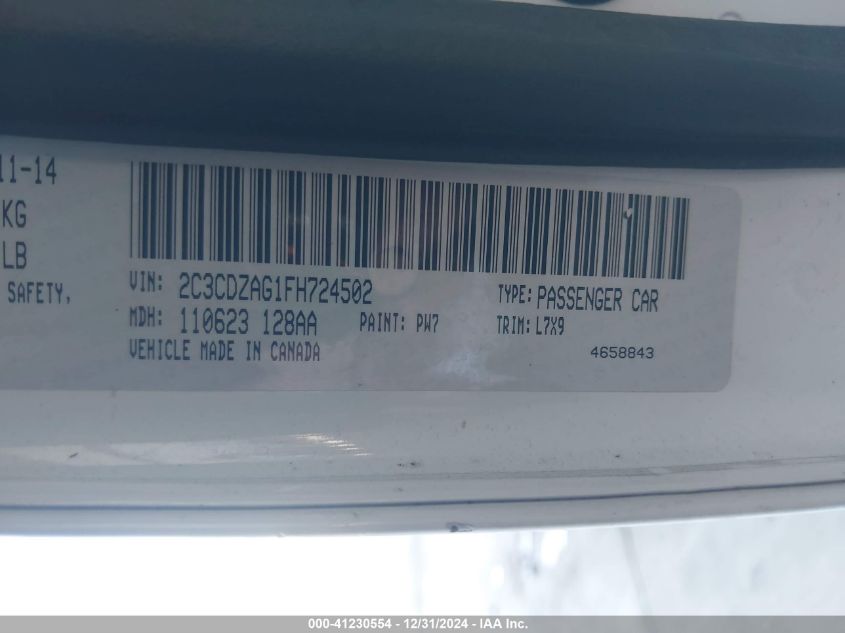 11-14
KG
LB
SAFETY,
VIN: 2C3CDZAG1FH724502 TYPE: PASSENGER CAR
MDH: 110623 128AA PAINT: PW7 TRIM: L7X9
VEHICLE MADE IN CANADA 4658843
000-41230554 - 12/31/2024 - IAA Inc.